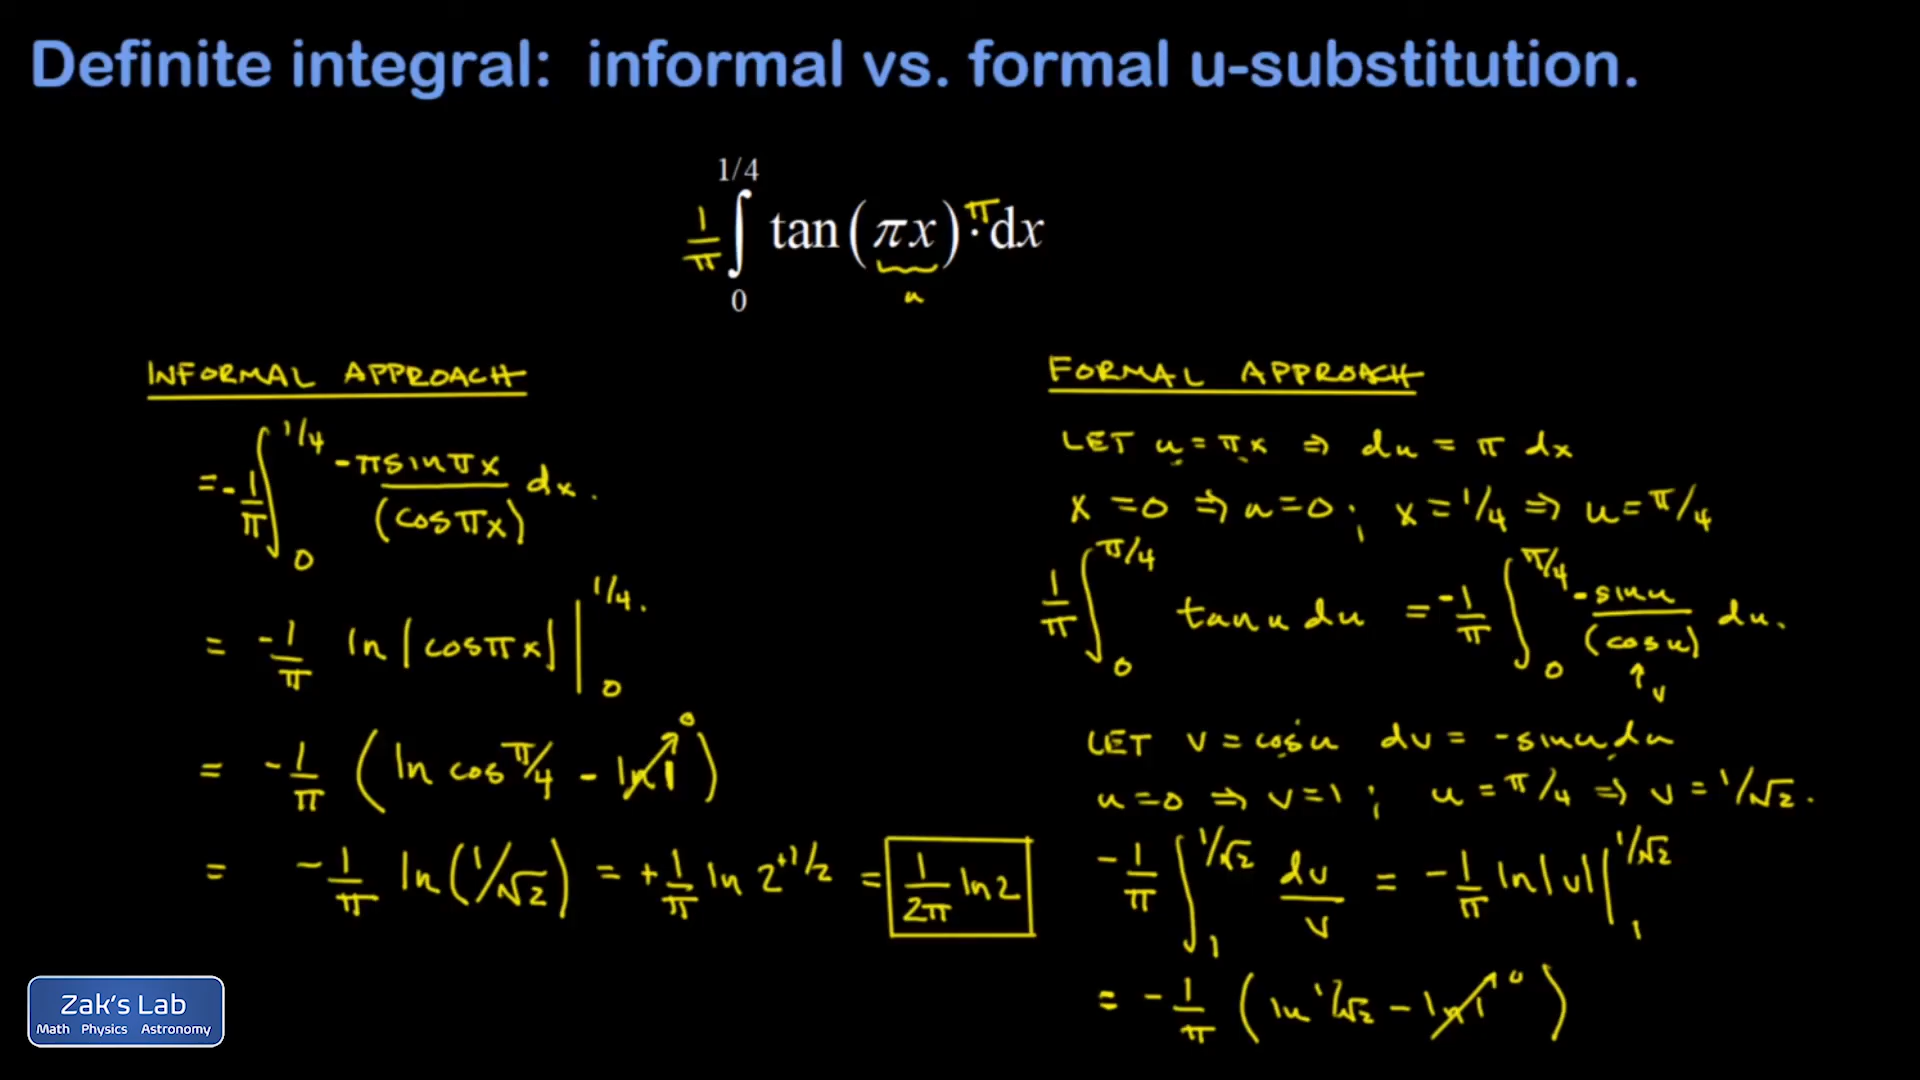 Definite integral: informal vs. formal u-substitution.
1/π ∫₀^{1/4} tan(πx)·π dx
u
INFORMAL APPROACH
= -1/π ∫₀^{1/4} -π sin πx / (cos πx) dx.
= -1/π ln|cos πx| |₀^{1/4}.
= -1/π (ln cos π/4 - ln 1 → 0)
= -1/π ln(1/√2) = +1/π ln 2^{+1/2} = 1/2π ln 2
FORMAL APPROACH
LET u = πx ⇒ du = π dx
x = 0 ⇒ u = 0; x = 1/4 ⇒ u = π/4
1/π ∫₀^{π/4} tan u du = -1/π ∫₀^{π/4} -sin u / (cos u) du.
↑ v
LET v = cos u dv = -sin u du
u = 0 ⇒ v = 1; u = π/4 ⇒ v = 1/√2.
-1/π ∫₁^{1/√2} dv/v = -1/π ln|v| |₁^{1/√2}
= -1/π (ln 1/√2 - ln 1 → 0)
Zak's Lab
Math Physics Astronomy